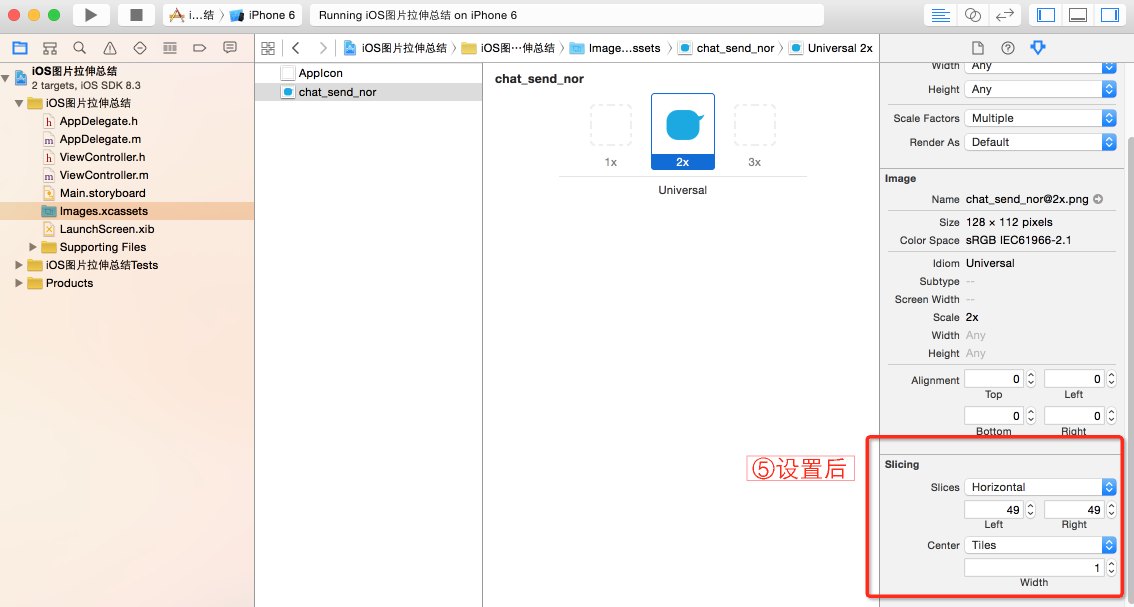 i...结 〉 iPhone 6
Running iOS图片拉伸总结 on iPhone 6
iOS图片拉伸总结 〉 iOS图…伸总结 〉 Image…ssets 〉 chat_send_nor 〉 Universal 2x
iOS图片拉伸总结
2 targets, iOS SDK 8.3
iOS图片拉伸总结
h AppDelegate.h
m AppDelegate.m
h ViewController.h
m ViewController.m
Main.storyboard
Images.xcassets
LaunchScreen.xib
Supporting Files
iOS图片拉伸总结Tests
Products
AppIcon
chat_send_nor
chat_send_nor
1x 2x 3x
Universal
⑤设置后
Width Any
Height Any
Scale Factors Multiple
Render As Default
Image
Name chat_send_nor@2x.png
Size 128 × 112 pixels
Color Space sRGB IEC61966-2.1
Idiom Universal
Subtype --
Screen Width --
Scale 2x
Width Any
Height Any
Alignment 0 0
Top Left
0 0
Bottom Right
Slicing
Slices Horizontal
49 49
Left Right
Center Tiles
1
Width